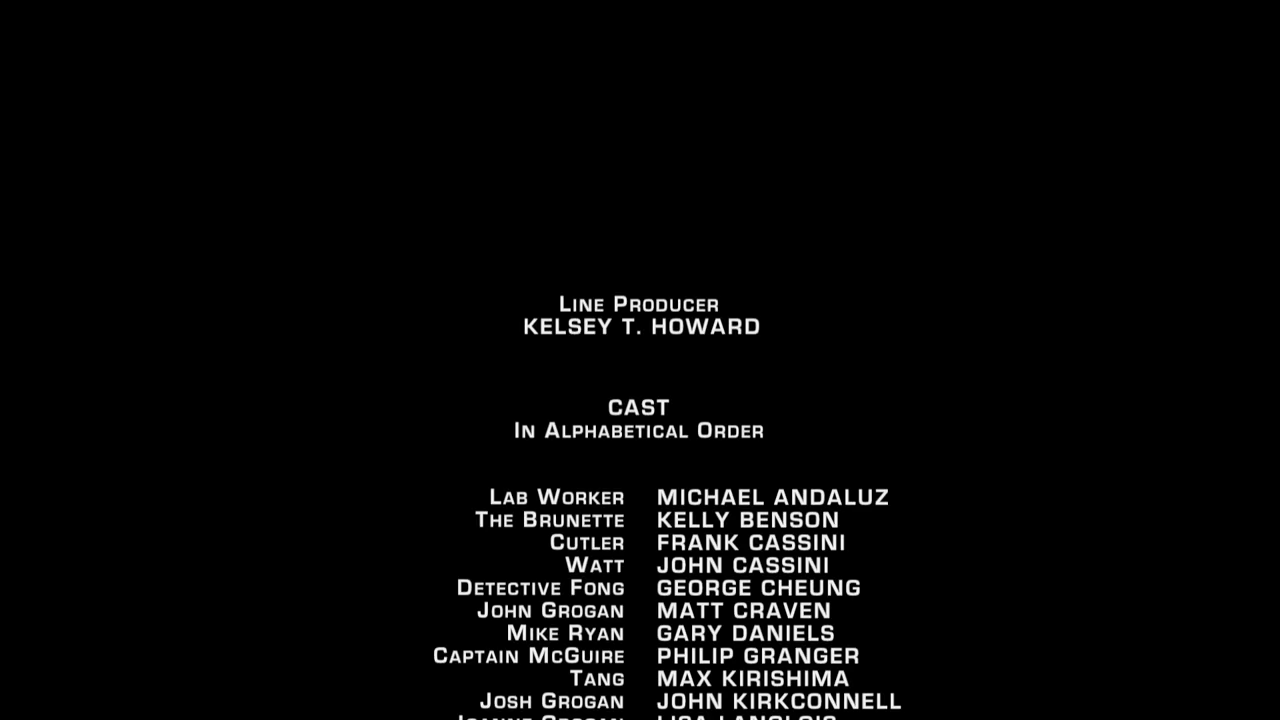 Line Producer
KELSEY T. HOWARD
CAST
In Alphabetical Order
Lab Worker MICHAEL ANDALUZ
The Brunette KELLY BENSON
Cutler FRANK CASSINI
Watt JOHN CASSINI
Detective Fong GEORGE CHEUNG
John Grogan MATT CRAVEN
Mike Ryan GARY DANIELS
Captain McGuire PHILIP GRANGER
Tang MAX KIRISHIMA
Josh Grogan JOHN KIRKCONNELL